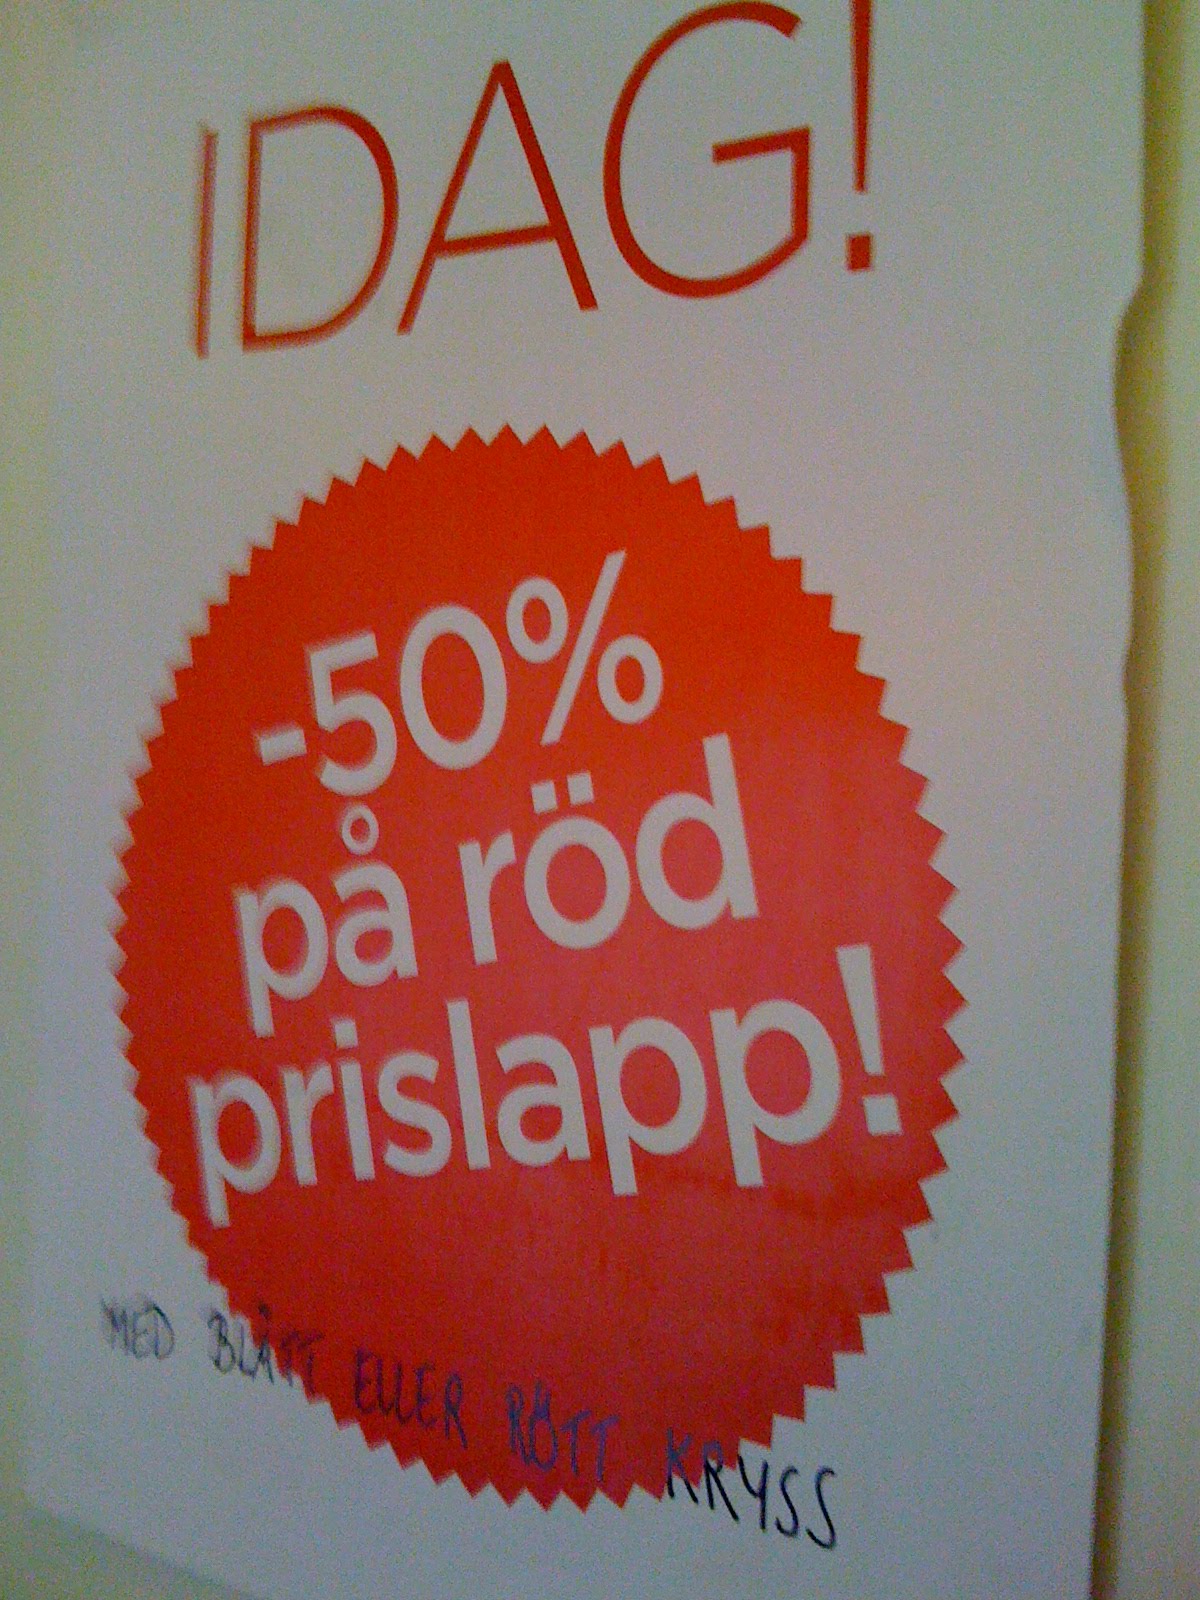 IDAG!
-50%
på röd
prislapp!
MED BLÅTT ELLER RÖTT KRYSS